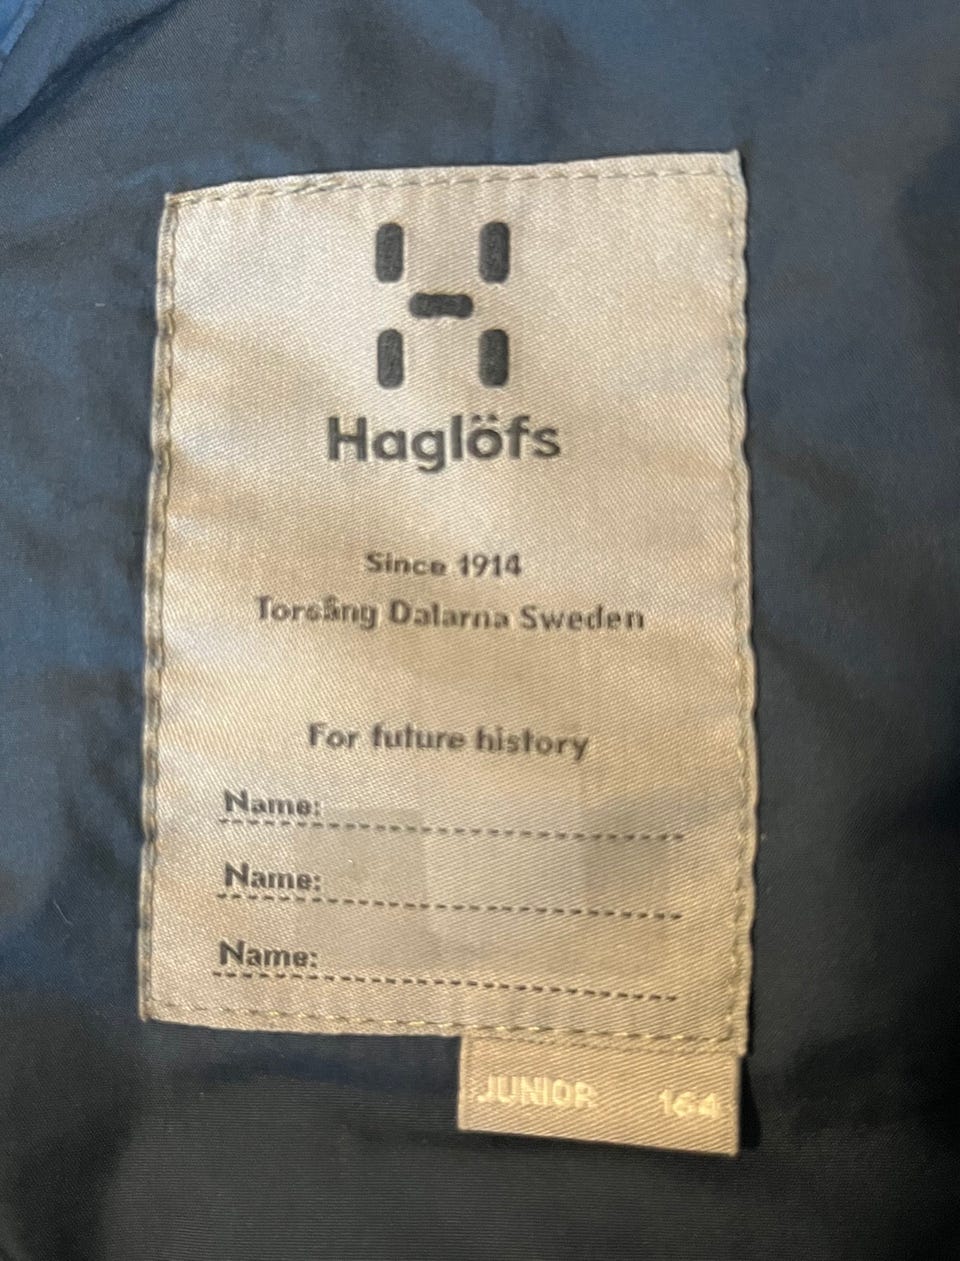 Haglöfs
Since 1914
Torsång Dalarna Sweden
For future history
Name:
Name:
Name:
JUNIOR 164